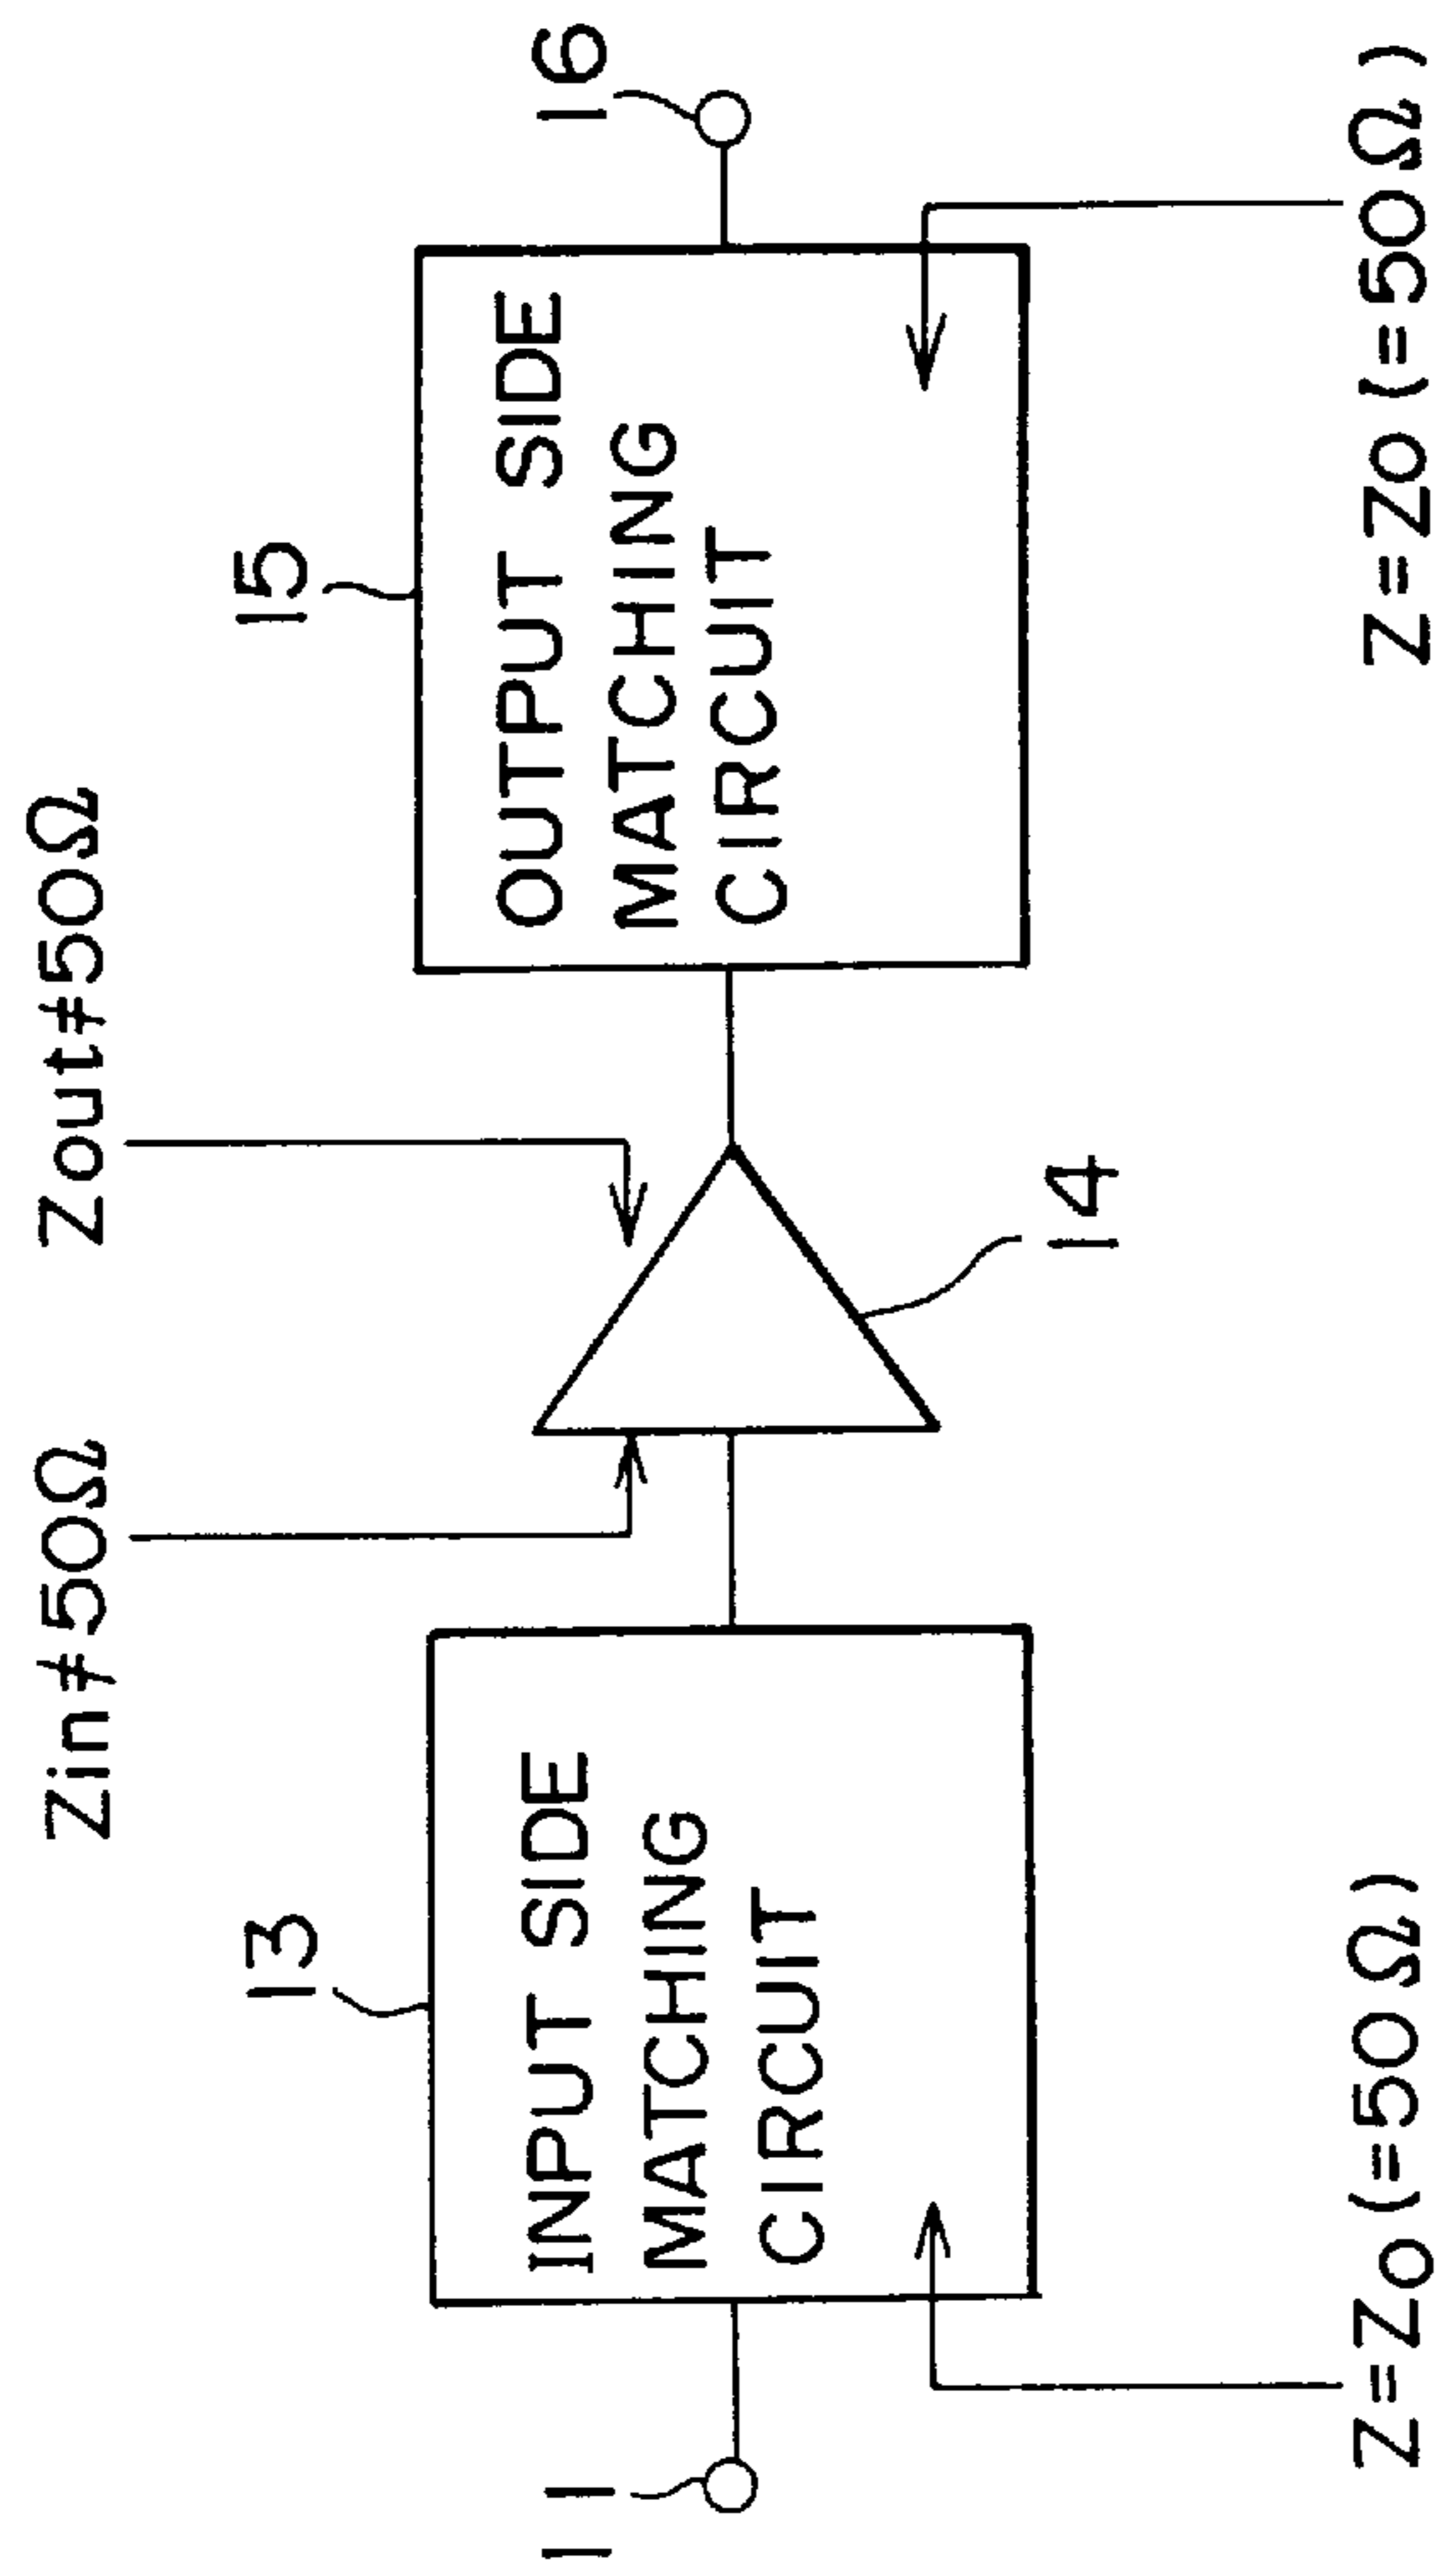 Zin≠50Ω
Zout≠50Ω
13
15
11
INPUT SIDE
MATCHING
CIRCUIT
OUTPUT SIDE
MATCHING
CIRCUIT
16
14
Z=Zo(=50Ω)
Z=Zo(=50Ω)